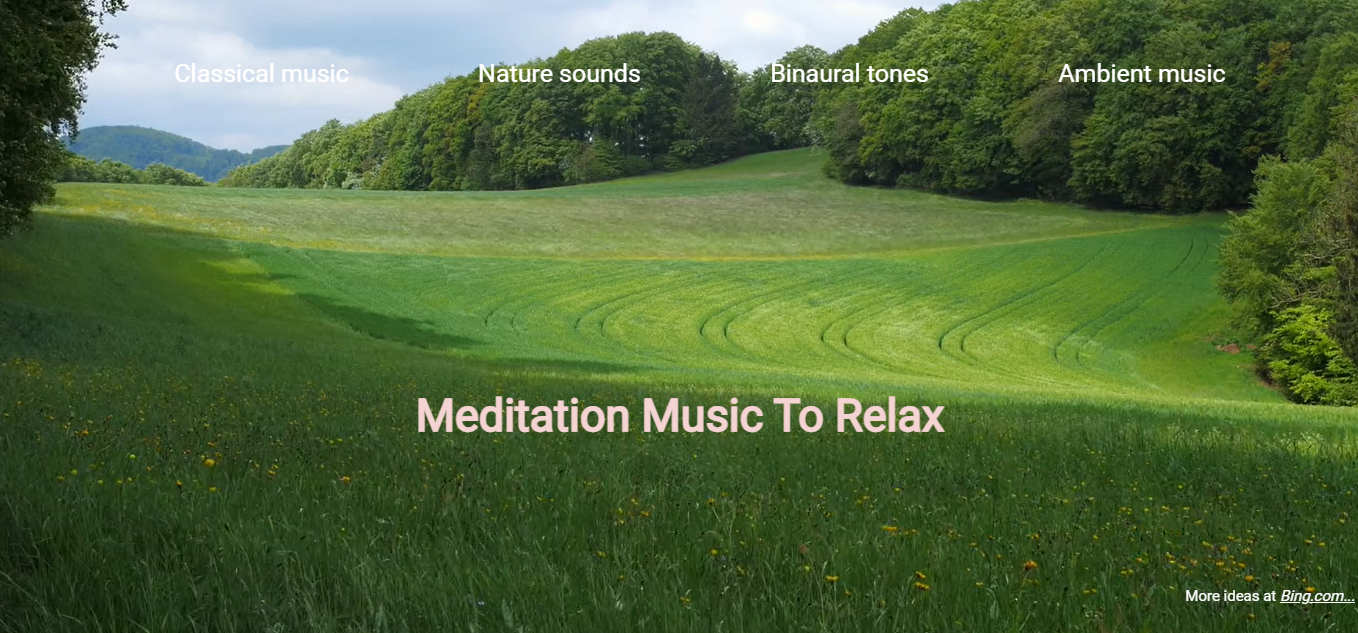 Classical music Nature sounds Binaural tones Ambient music
Meditation Music To Relax
More ideas at Bing.com...